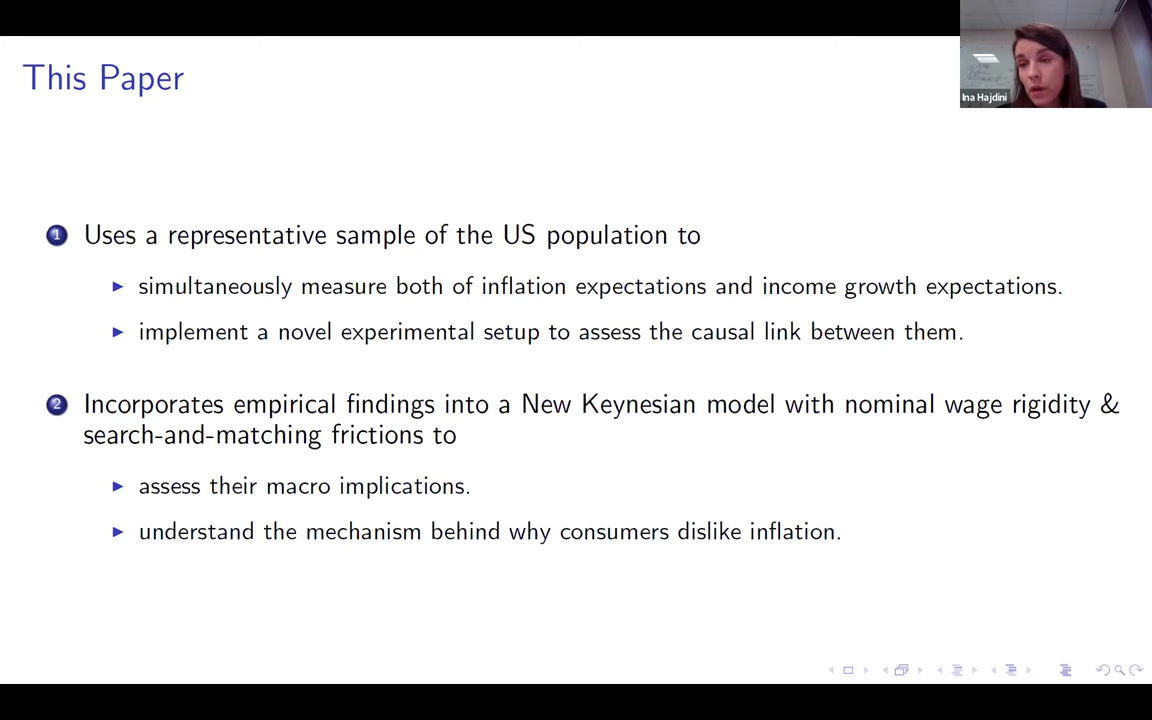 This Paper
Ina Hajdini
1 Uses a representative sample of the US population to
simultaneously measure both of inflation expectations and income growth expectations.
implement a novel experimental setup to assess the causal link between them.
2 Incorporates empirical findings into a New Keynesian model with nominal wage rigidity &
search-and-matching frictions to
assess their macro implications.
understand the mechanism behind why consumers dislike inflation.